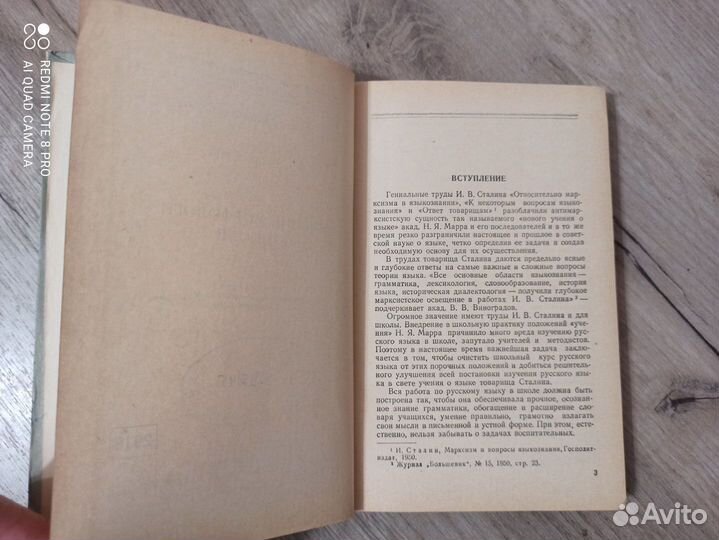 REDMI NOTE 8 PRO
AI QUAD CAMERA
ВСТУПЛЕНИЕ
Гениальные труды И. В. Сталина «Относительно мар-
ксизма в языкознании», «К некоторым вопросам языко-
знания» и «Ответ товарищам»¹ разоблачили антимарк-
систскую сущность так называемого «нового учения о
языке» акад. Н. Я. Марра и его последователей и в то же
время резко разграничили настоящее и прошлое в совет-
ской науке о языке, четко определив ее задачи и создав
необходимую основу для их осуществления.
В трудах товарища Сталина даются предельно ясные
и глубокие ответы на самые важные и сложные вопросы
теории языка. «Все основные области языкознания —
грамматика, лексикология, словообразование, история
языка, историческая диалектология — получили глубокое
марксистское освещение в работах И. В. Сталина»² —
подчеркивает акад. В. В. Виноградов.
Огромное значение имеют труды И. В. Сталина и для
школы. Внедрение в школьную практику положений «уче-
ния» Н. Я. Марра причинило много вреда изучению рус-
ского языка в школе, запутало учителей и методистов.
Поэтому в настоящее время важнейшая задача заклю-
чается в том, чтобы очистить школьный курс русского
языка от этих порочных положений и добиться решитель-
ного улучшения всей постановки изучения русского языка
в свете учения о языке товарища Сталина.
Вся работа по русскому языку в школе должна быть
построена так, чтобы она обеспечивала прочное, осознан-
ное знание грамматики, обогащение и расширение сло-
варя учащихся, умение правильно, грамотно излагать
свои мысли в письменной и устной форме. При этом, есте-
ственно, нельзя забывать о задачах воспитательных.
¹ И. Сталин, Марксизм и вопросы языкознания, Госполит-
издат, 1950.
² Журнал „Большевик“, № 15, 1950, стр. 23.
3
Avito